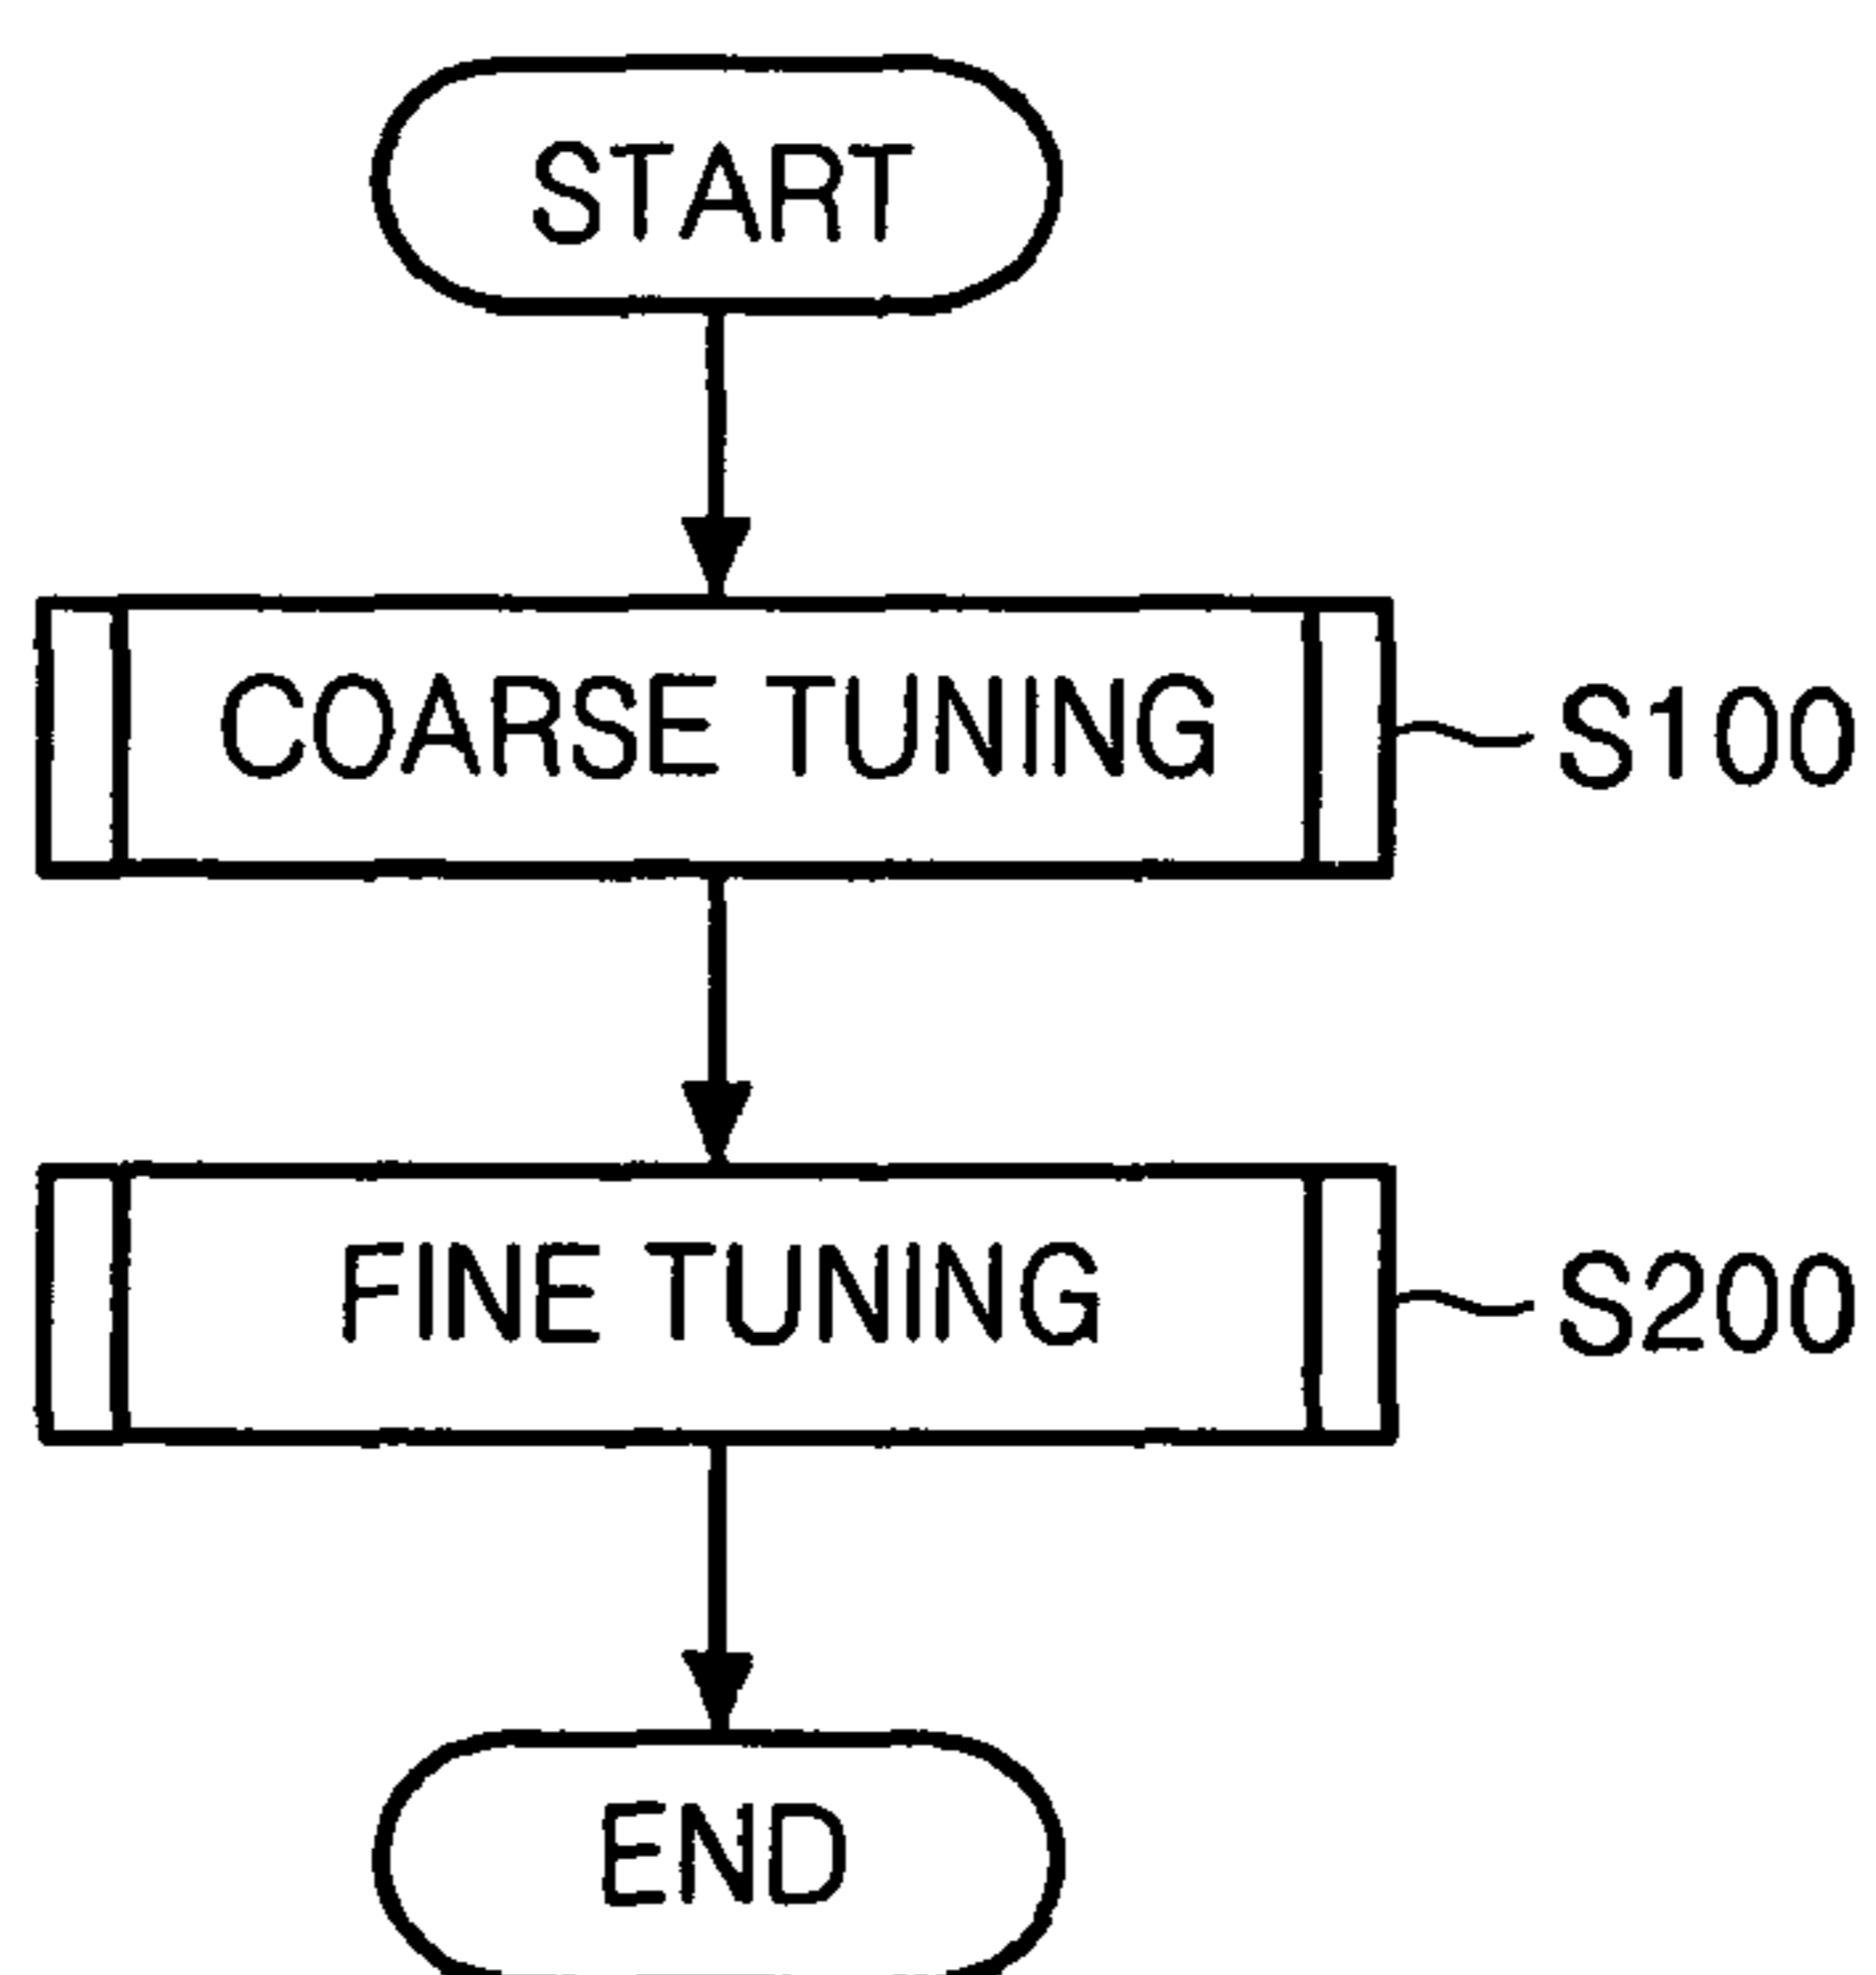 START
COARSE TUNING
S100
FINE TUNING
S200
END